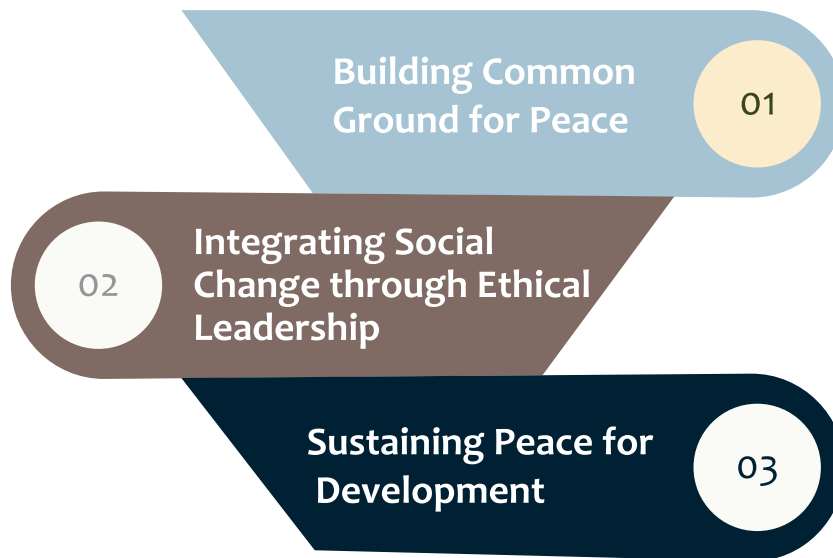 Building Common
Ground for Peace
01
02
Integrating Social
Change through Ethical
Leadership
Sustaining Peace for
Development
03